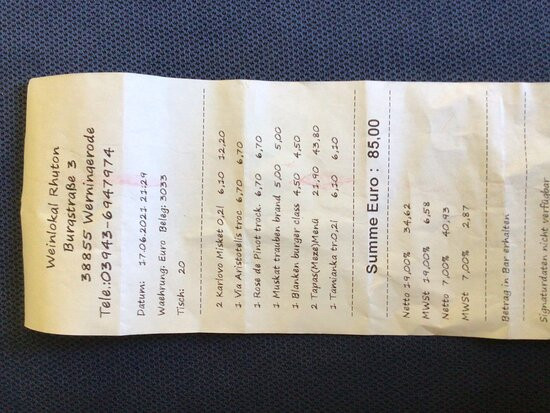 Weinlokal Rhuton
Burgstraße 3
38855 Werningerode
Tele.:03943-6947974
Datum: 17.06.2021 21:29
Waehrung: Euro Beleg: 3033
Tisch: 20
2 Karlovo Misket 0,2l 6,10 12,20
1 Via Aristotelis troc 6,70 6,70
1 Rose de Pinot trock. 6,70 6,70
1 Muskat trauben brand 5,00 5,00
1 Blanken burger class 4,50 4,50
2 Tapas(Meze)Menü 21,90 43,80
1 Tamianka tr.0,2l 6,10 6,10
Summe Euro : 85,00
Netto 19,00% 34,62
MWSt 19,00% 6,58
Netto 7,00% 40,93
MWSt 7,00% 2,87
Betrag in Bar erhalten
Signaturdaten nicht verfügbar